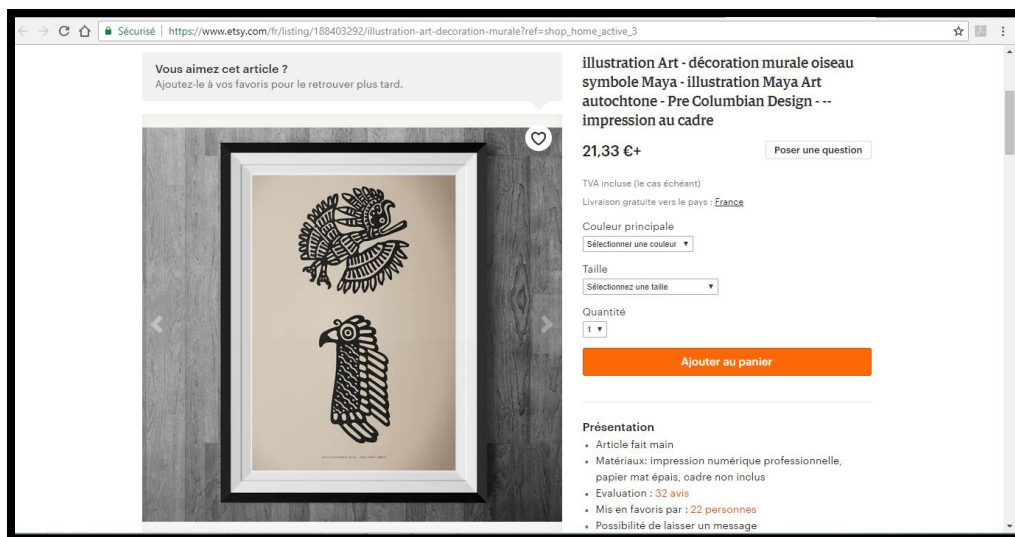 Sécurisé | https://www.etsy.com/fr/listing/188403292/illustration-art-decoration-murale?ref=shop_home_active_3
Vous aimez cet article ?
Ajoutez-le à vos favoris pour le retrouver plus tard.
illustration Art - décoration murale oiseau
symbole Maya - illustration Maya Art
autochtone - Pre Columbian Design - --
impression au cadre
21,33 €+
Poser une question
TVA incluse (le cas échéant)
Livraison gratuite vers le pays : France
Couleur principale
Sélectionner une couleur
Taille
Sélectionnez une taille
Quantité
1
Ajouter au panier
Présentation
• Article fait main
• Matériaux: impression numérique professionnelle,
papier mat épais, cadre non inclus
• Evaluation : 32 avis
• Mis en favoris par : 22 personnes
• Possibilité de laisser un message